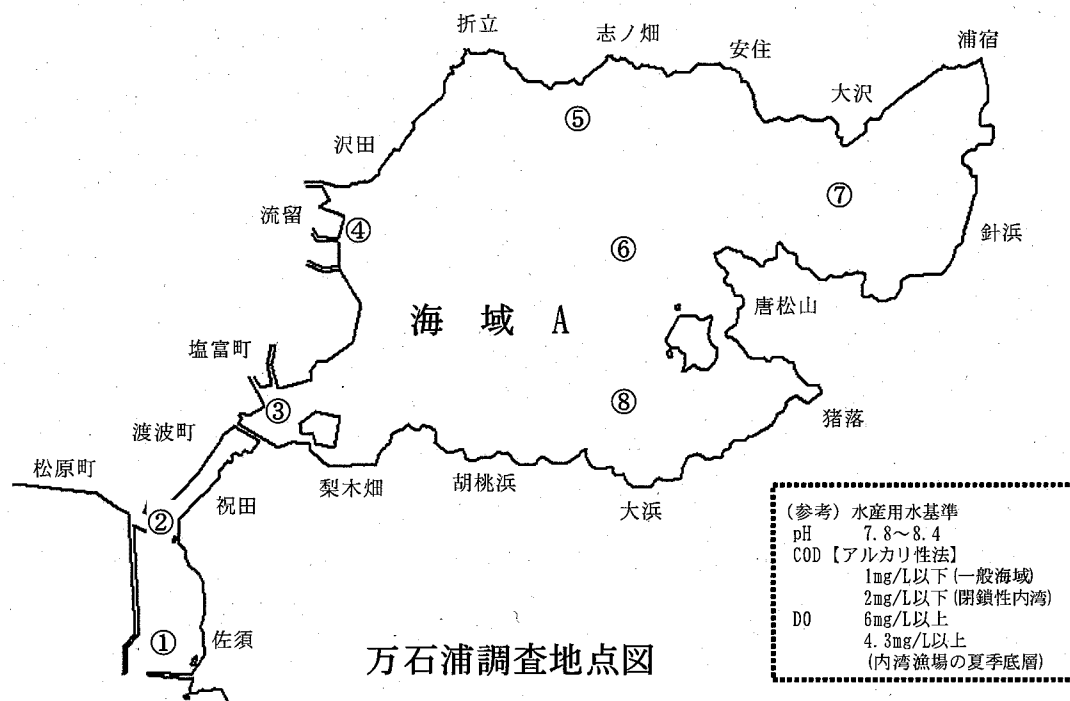 折立
志ノ畑
安住
浦宿
大沢
⑤
沢田
⑦
流留
④
⑥
針浜
海域A
唐松山
塩富町
③
⑧
猪落
渡波町
松原町
梨木畑
胡桃浜
大浜
祝田
②
(参考) 水産用水基準
pH 7.8～8.4
COD【アルカリ性法】
1mg/L以下(一般海域)
2mg/L以下(閉鎖性内湾)
DO 6mg/L以上
4.3mg/L以上
(内湾漁場の夏季底層)
①
佐須
万石浦調査地点図